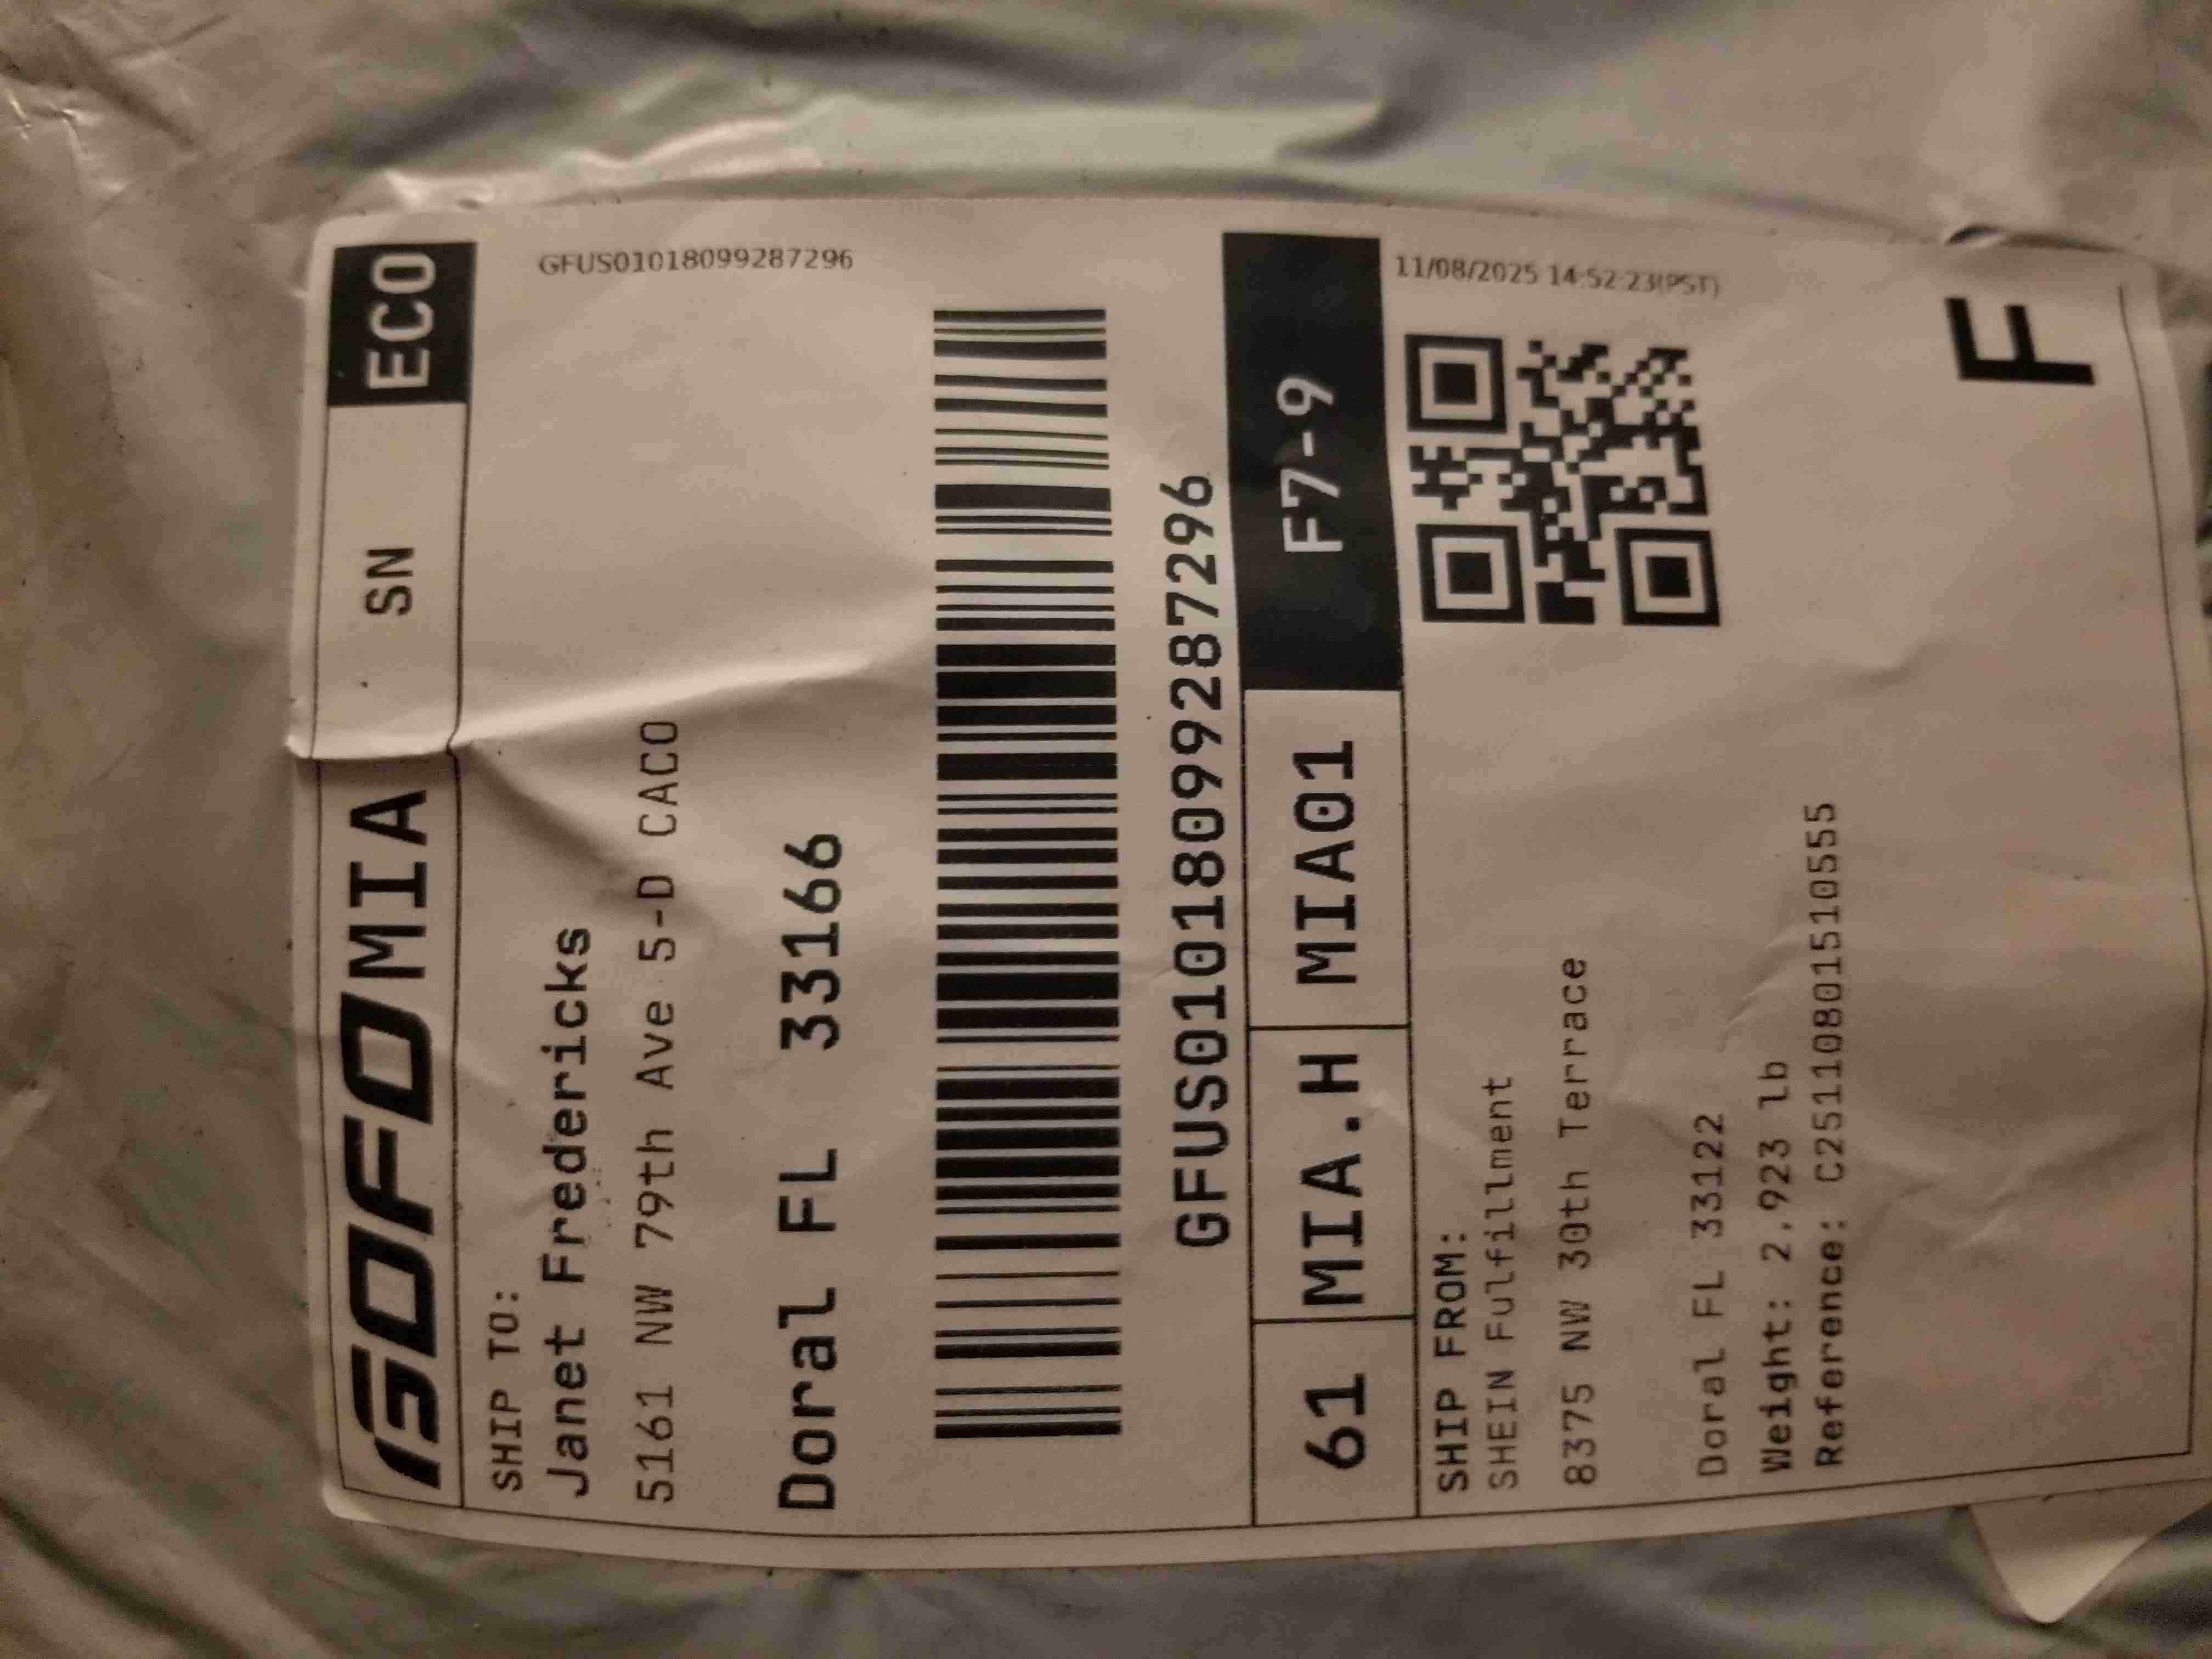 GOFO MIA SN ECO
GFUS01018099287296
SHIP TO:
Janet Fredericks
5161 NW 79th Ave 5-D CACO
Doral FL 33166
GFUS01018099287296
61 MIA.H MIA01 F7-9
11/08/2025 14:52:23(PST)
SHIP FROM:
SHEIN Fulfillment
8375 NW 30th Terrace
Doral FL 33122
Weight: 2.923 lb
Reference: C2511080151510555
F